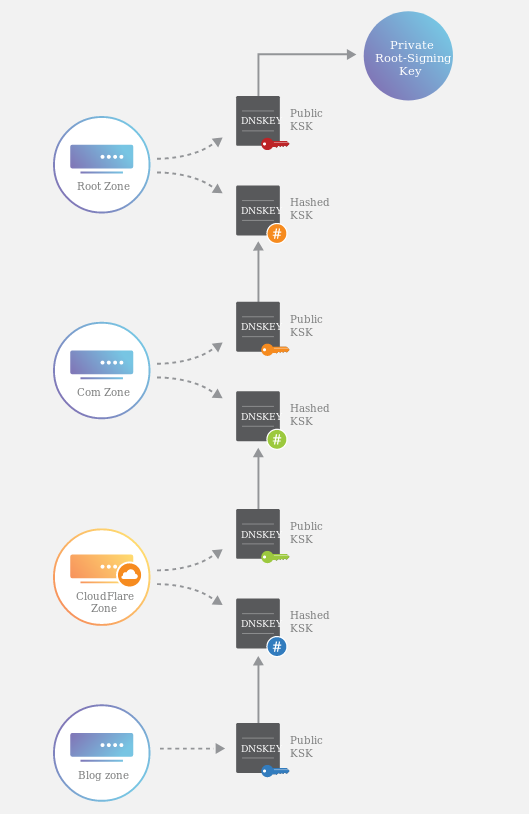 Private
Root-Signing
Key
DNSKEY
Public
KSK
Root Zone
DNSKEY
Hashed
KSK
#
DNSKEY
Public
KSK
Com Zone
DNSKEY
Hashed
KSK
#
DNSKEY
Public
KSK
CloudFlare
Zone
DNSKEY
Hashed
KSK
#
DNSKEY
Public
KSK
Blog zone